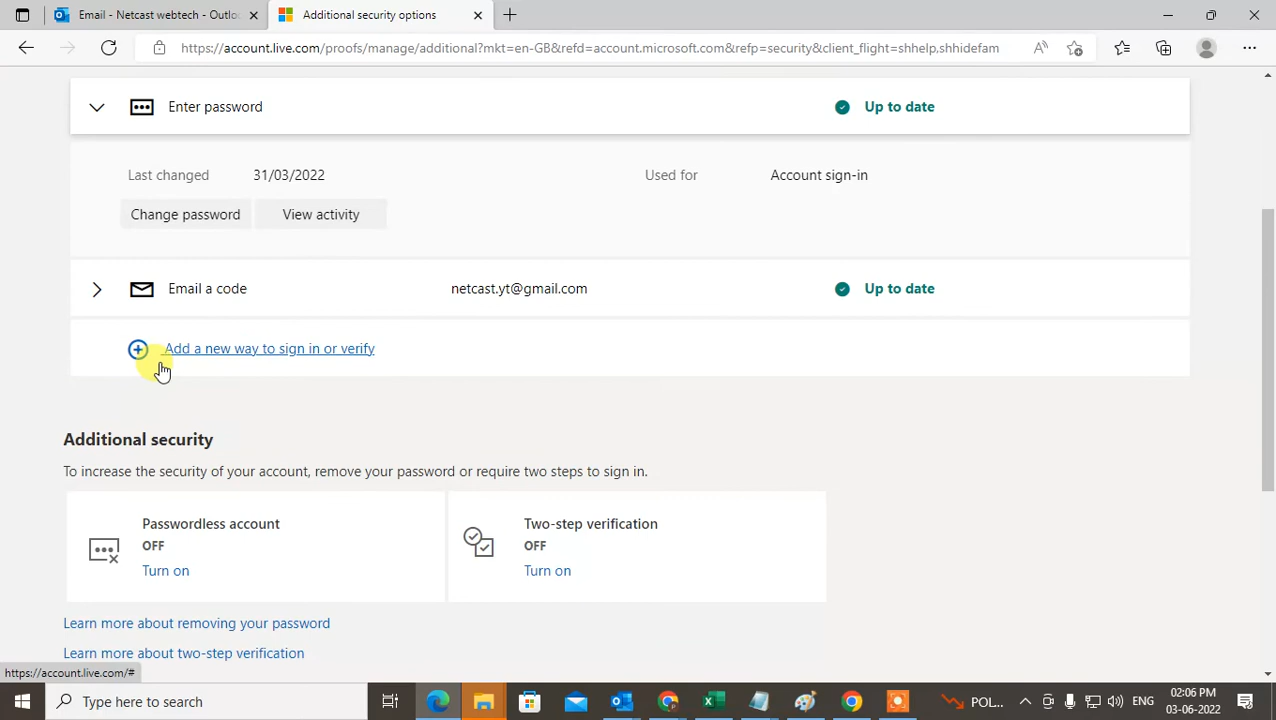 Email - Netcast webtech - Outlo
Additional security options
https://account.live.com/proofs/manage/additional?mkt=en-GB&refd=account.microsoft.com&refp=security&client_flight=shhelp,shhidefam
Enter password
Up to date
Last changed 31/03/2022 Used for Account sign-in
Change password View activity
Email a code netcast.yt@gmail.com Up to date
Add a new way to sign in or verify
Additional security
To increase the security of your account, remove your password or require two steps to sign in.
Passwordless account
OFF
Turn on
Two-step verification
OFF
Turn on
Learn more about removing your password
Learn more about two-step verification
https://account.live.com/#
Type here to search
POL...
ENG
02:06 PM
03-06-2022